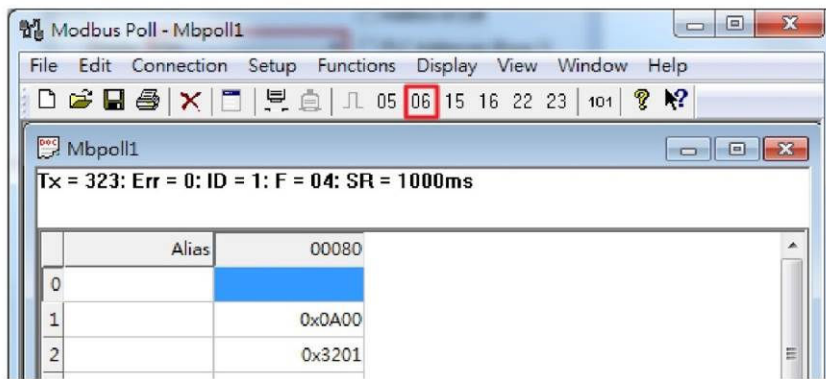 Modbus Poll - Mbpoll1
File Edit Connection Setup Functions Display View Window Help
05 06 15 16 22 23 101
Mbpoll1
Tx = 323: Err = 0: ID = 1: F = 04: SR = 1000ms
Alias 00080
0
1 0x0A00
2 0x3201